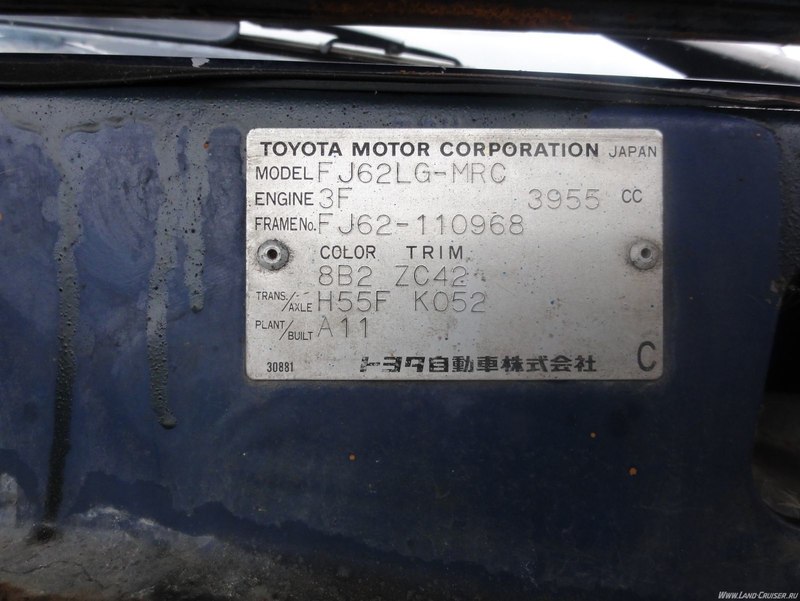 TOYOTA MOTOR CORPORATION JAPAN
MODEL FJ62LG-MRC
ENGINE 3F 3955 CC
FRAME No. FJ62-110968
COLOR TRIM
8B2 ZC42
TRANS./AXLE H55F K052
PLANT/BUILT A11
30881 トヨタ自動車株式会社 C
WWW.LAND-CRUISER.RU